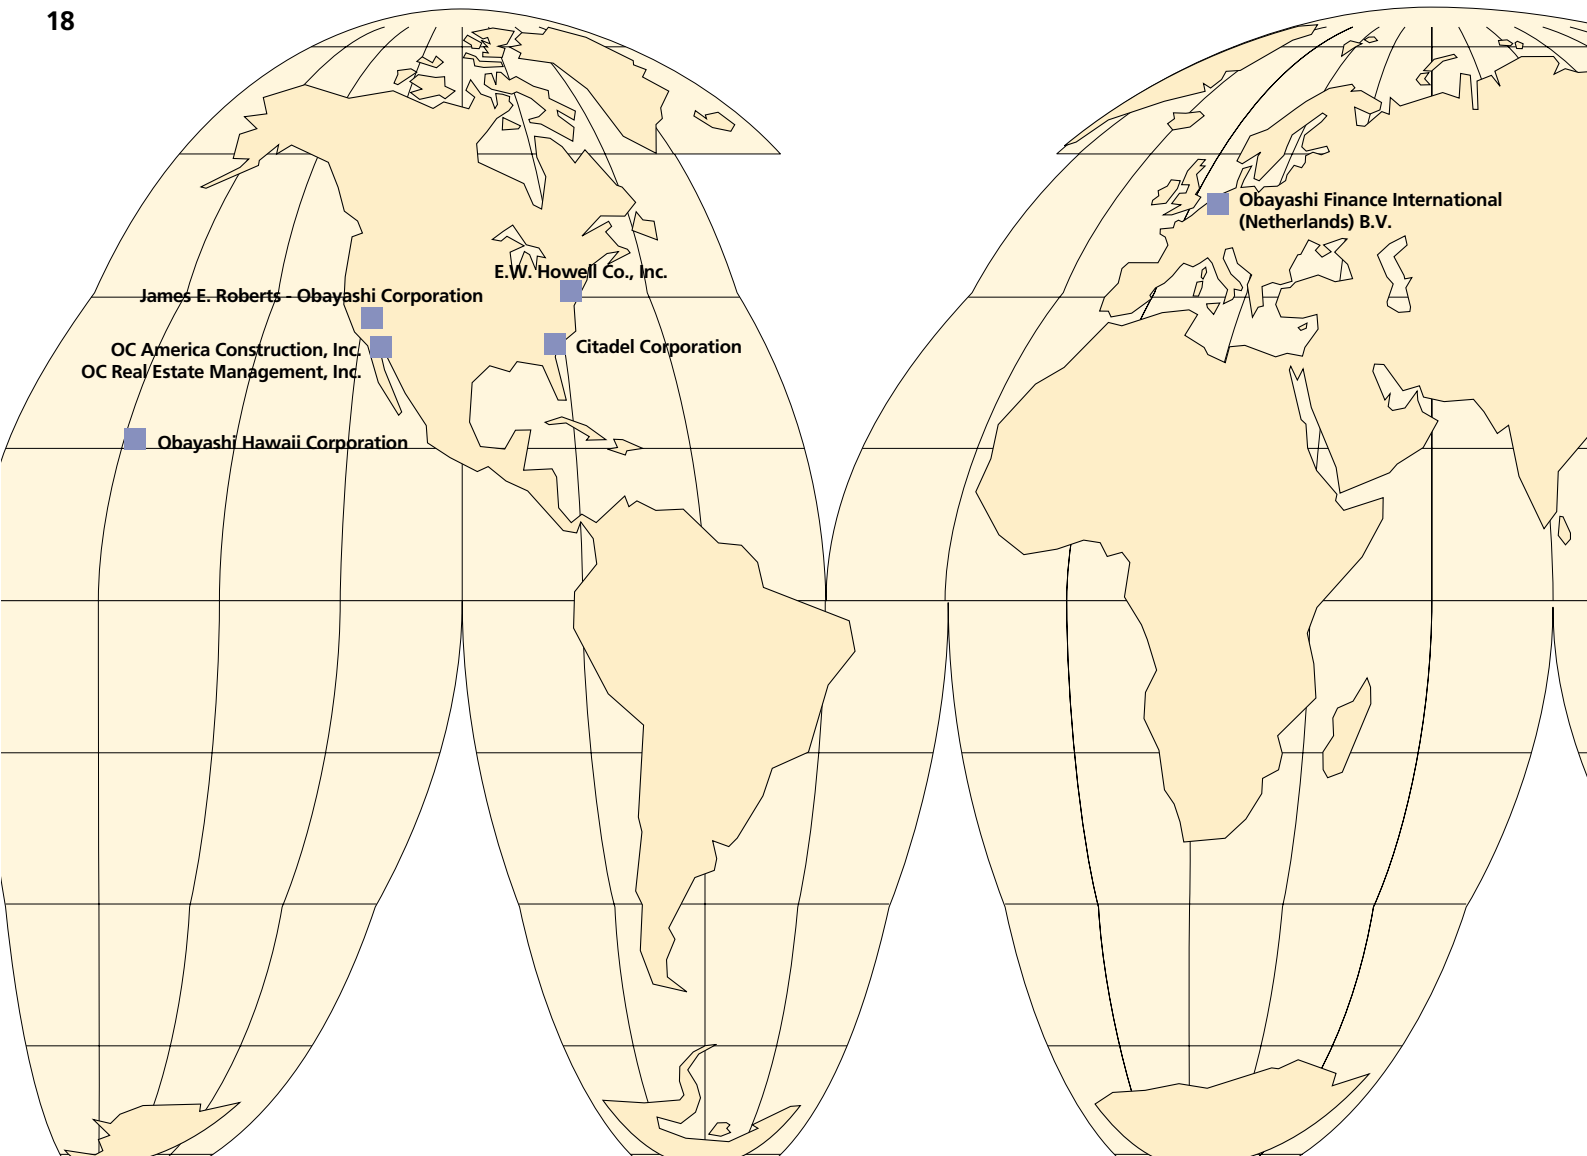 18
Obayashi Finance International
(Netherlands) B.V.
E.W. Howell Co., Inc.
James E. Roberts - Obayashi Corporation
OC America Construction, Inc.
OC Real Estate Management, Inc.
Citadel Corporation
Obayashi Hawaii Corporation